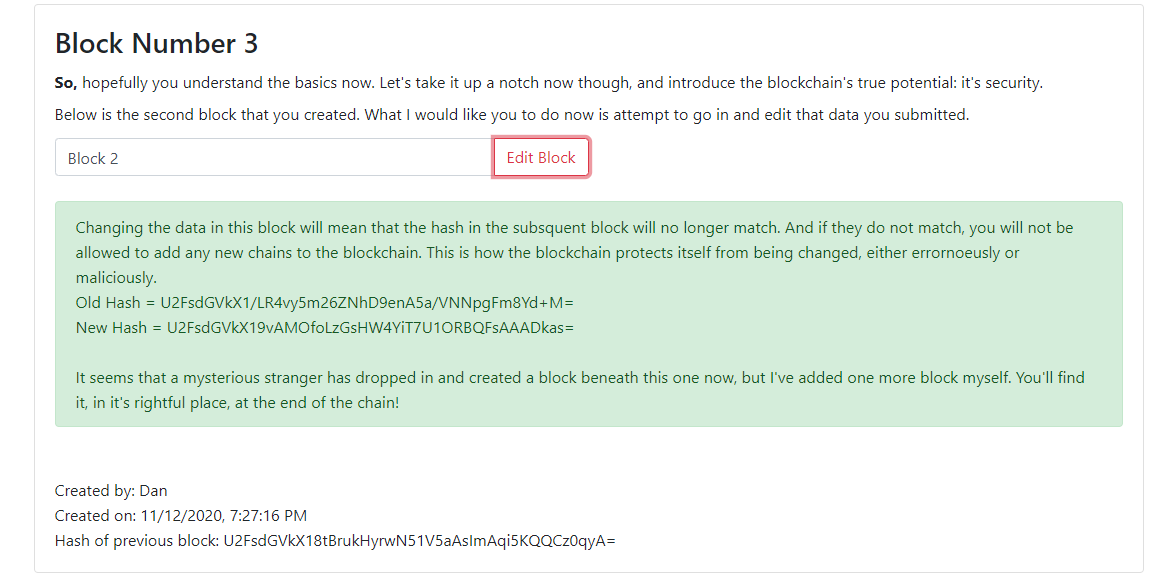 Block Number 3
So, hopefully you understand the basics now. Let's take it up a notch now though, and introduce the blockchain's true potential: it's security.
Below is the second block that you created. What I would like you to do now is attempt to go in and edit that data you submitted.
Block 2 Edit Block
Changing the data in this block will mean that the hash in the subsquent block will no longer match. And if they do not match, you will not be
allowed to add any new chains to the blockchain. This is how the blockchain protects itself from being changed, either errornoeusly or
maliciously.
Old Hash = U2FsdGVkX1/LR4vy5m26ZNhD9enA5a/VNNpgFm8Yd+M=
New Hash = U2FsdGVkX19vAMOfoLzGsHW4YiT7U1ORBQFsAAADkas=
It seems that a mysterious stranger has dropped in and created a block beneath this one now, but I've added one more block myself. You'll find
it, in it's rightful place, at the end of the chain!
Created by: Dan
Created on: 11/12/2020, 7:27:16 PM
Hash of previous block: U2FsdGVkX18tBrukHyrwN51V5aAsImAqi5KQQCz0qyA=